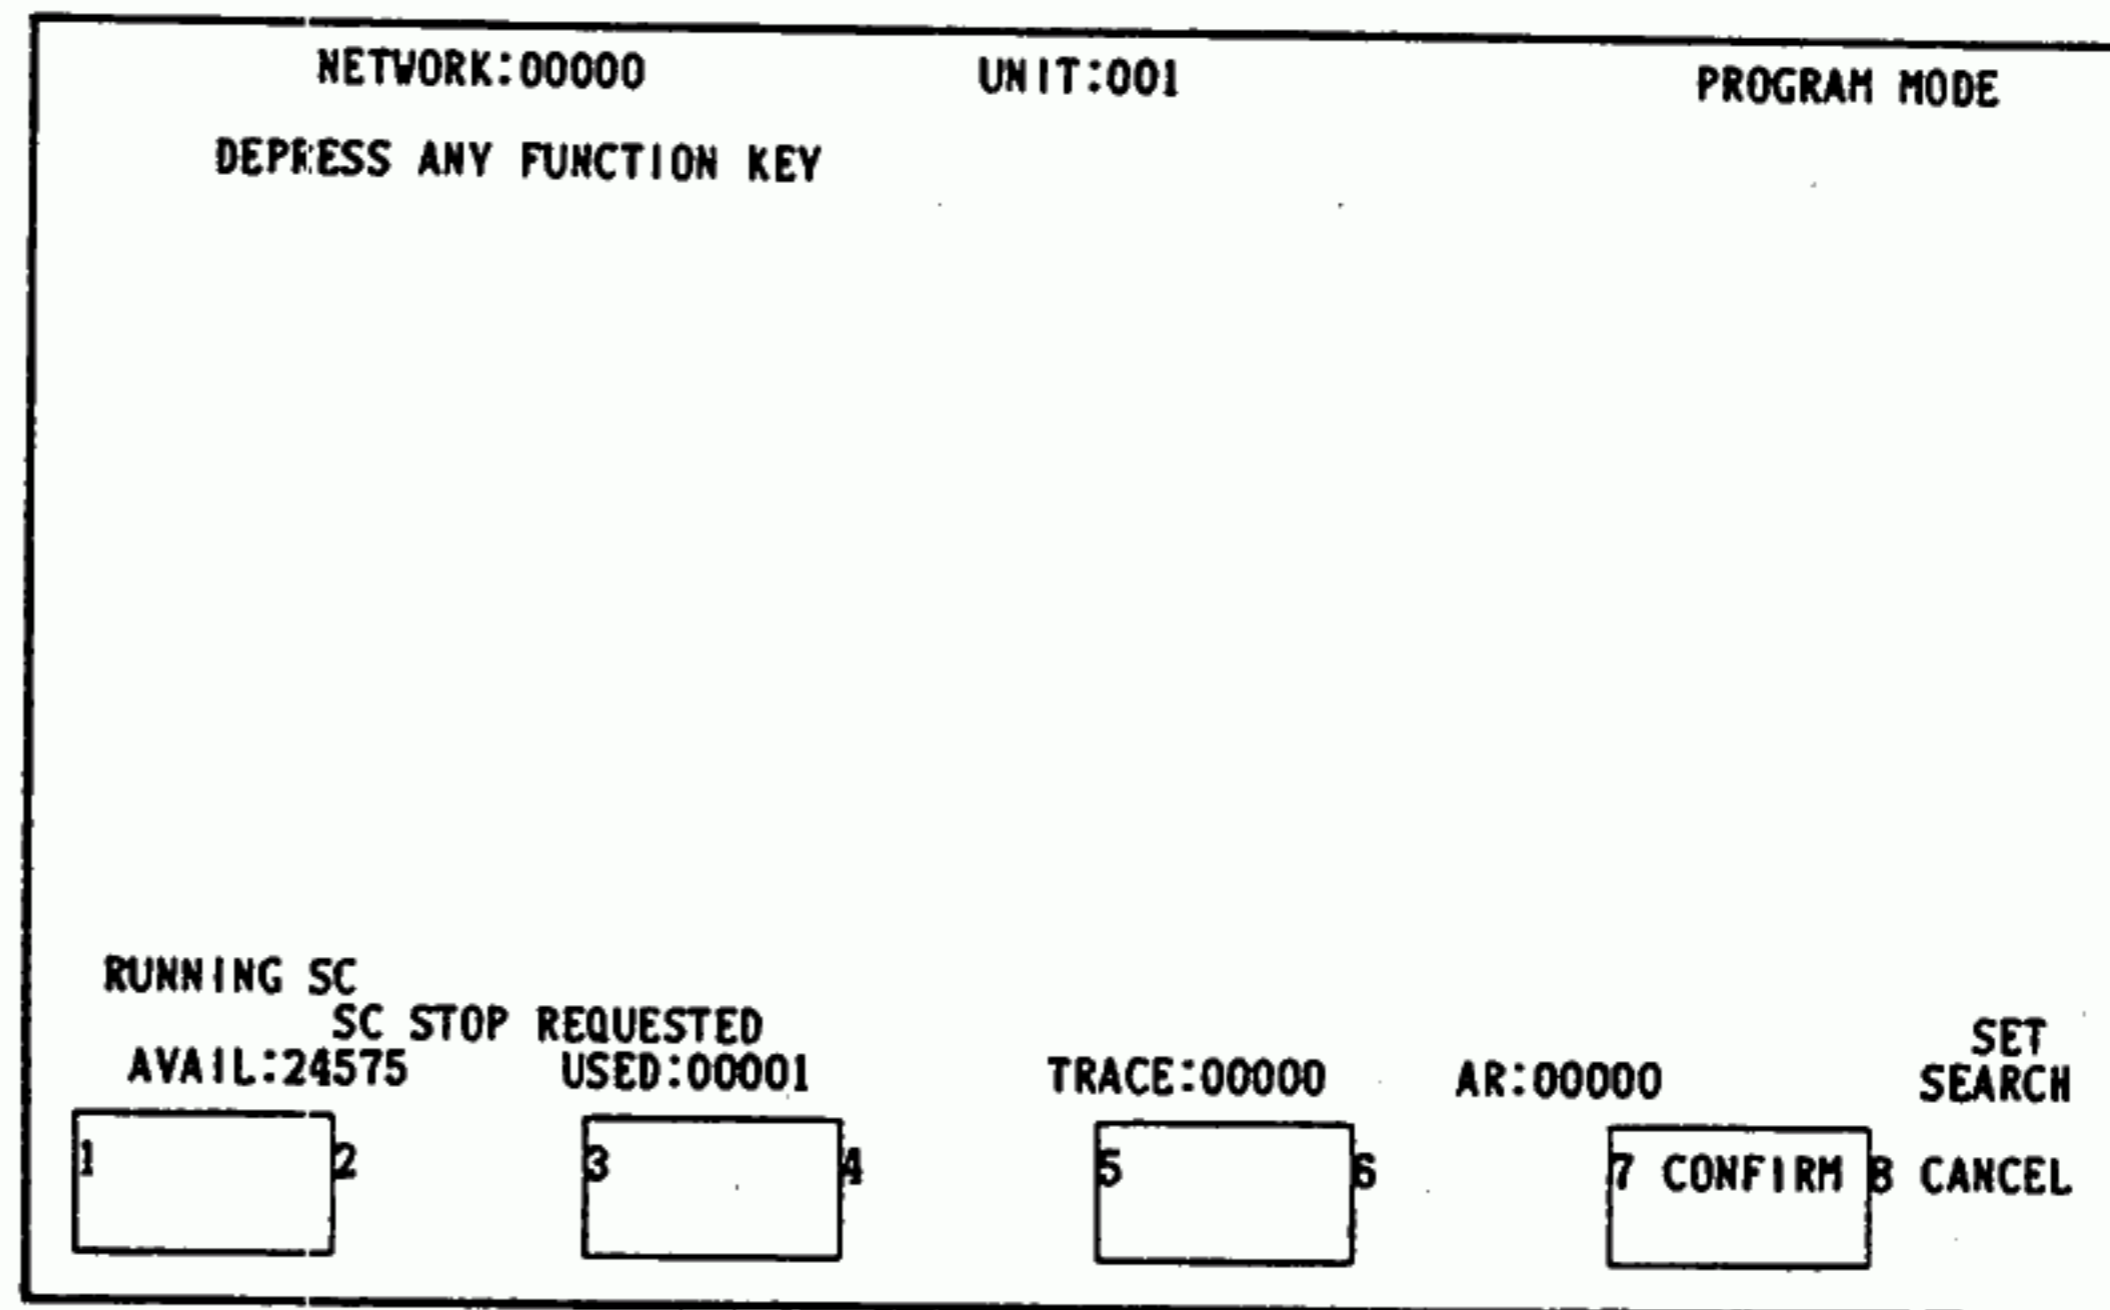 NETWORK:00000 UNIT:001 PROGRAM MODE
DEPRESS ANY FUNCTION KEY
RUNNING SC
SC STOP REQUESTED SET
AVAIL:24575 USED:00001 TRACE:00000 AR:00000 SEARCH
1 2 3 4 5 6 7 CONFIRM 8 CANCEL